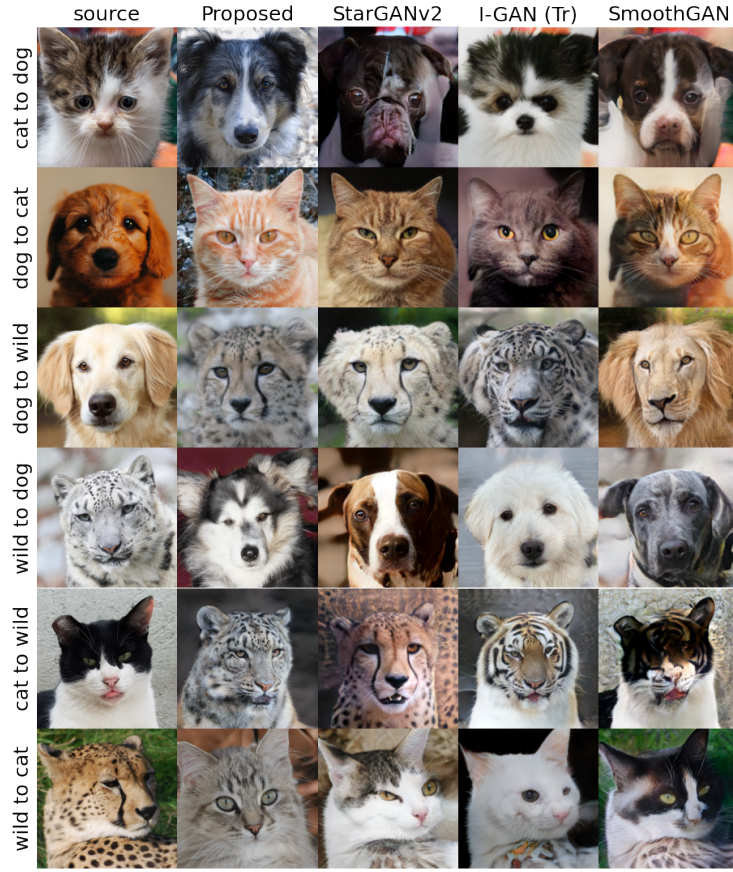 source Proposed StarGANv2 I-GAN (Tr) SmoothGAN
cat to dog
dog to cat
dog to wild
wild to dog
cat to wild
wild to cat